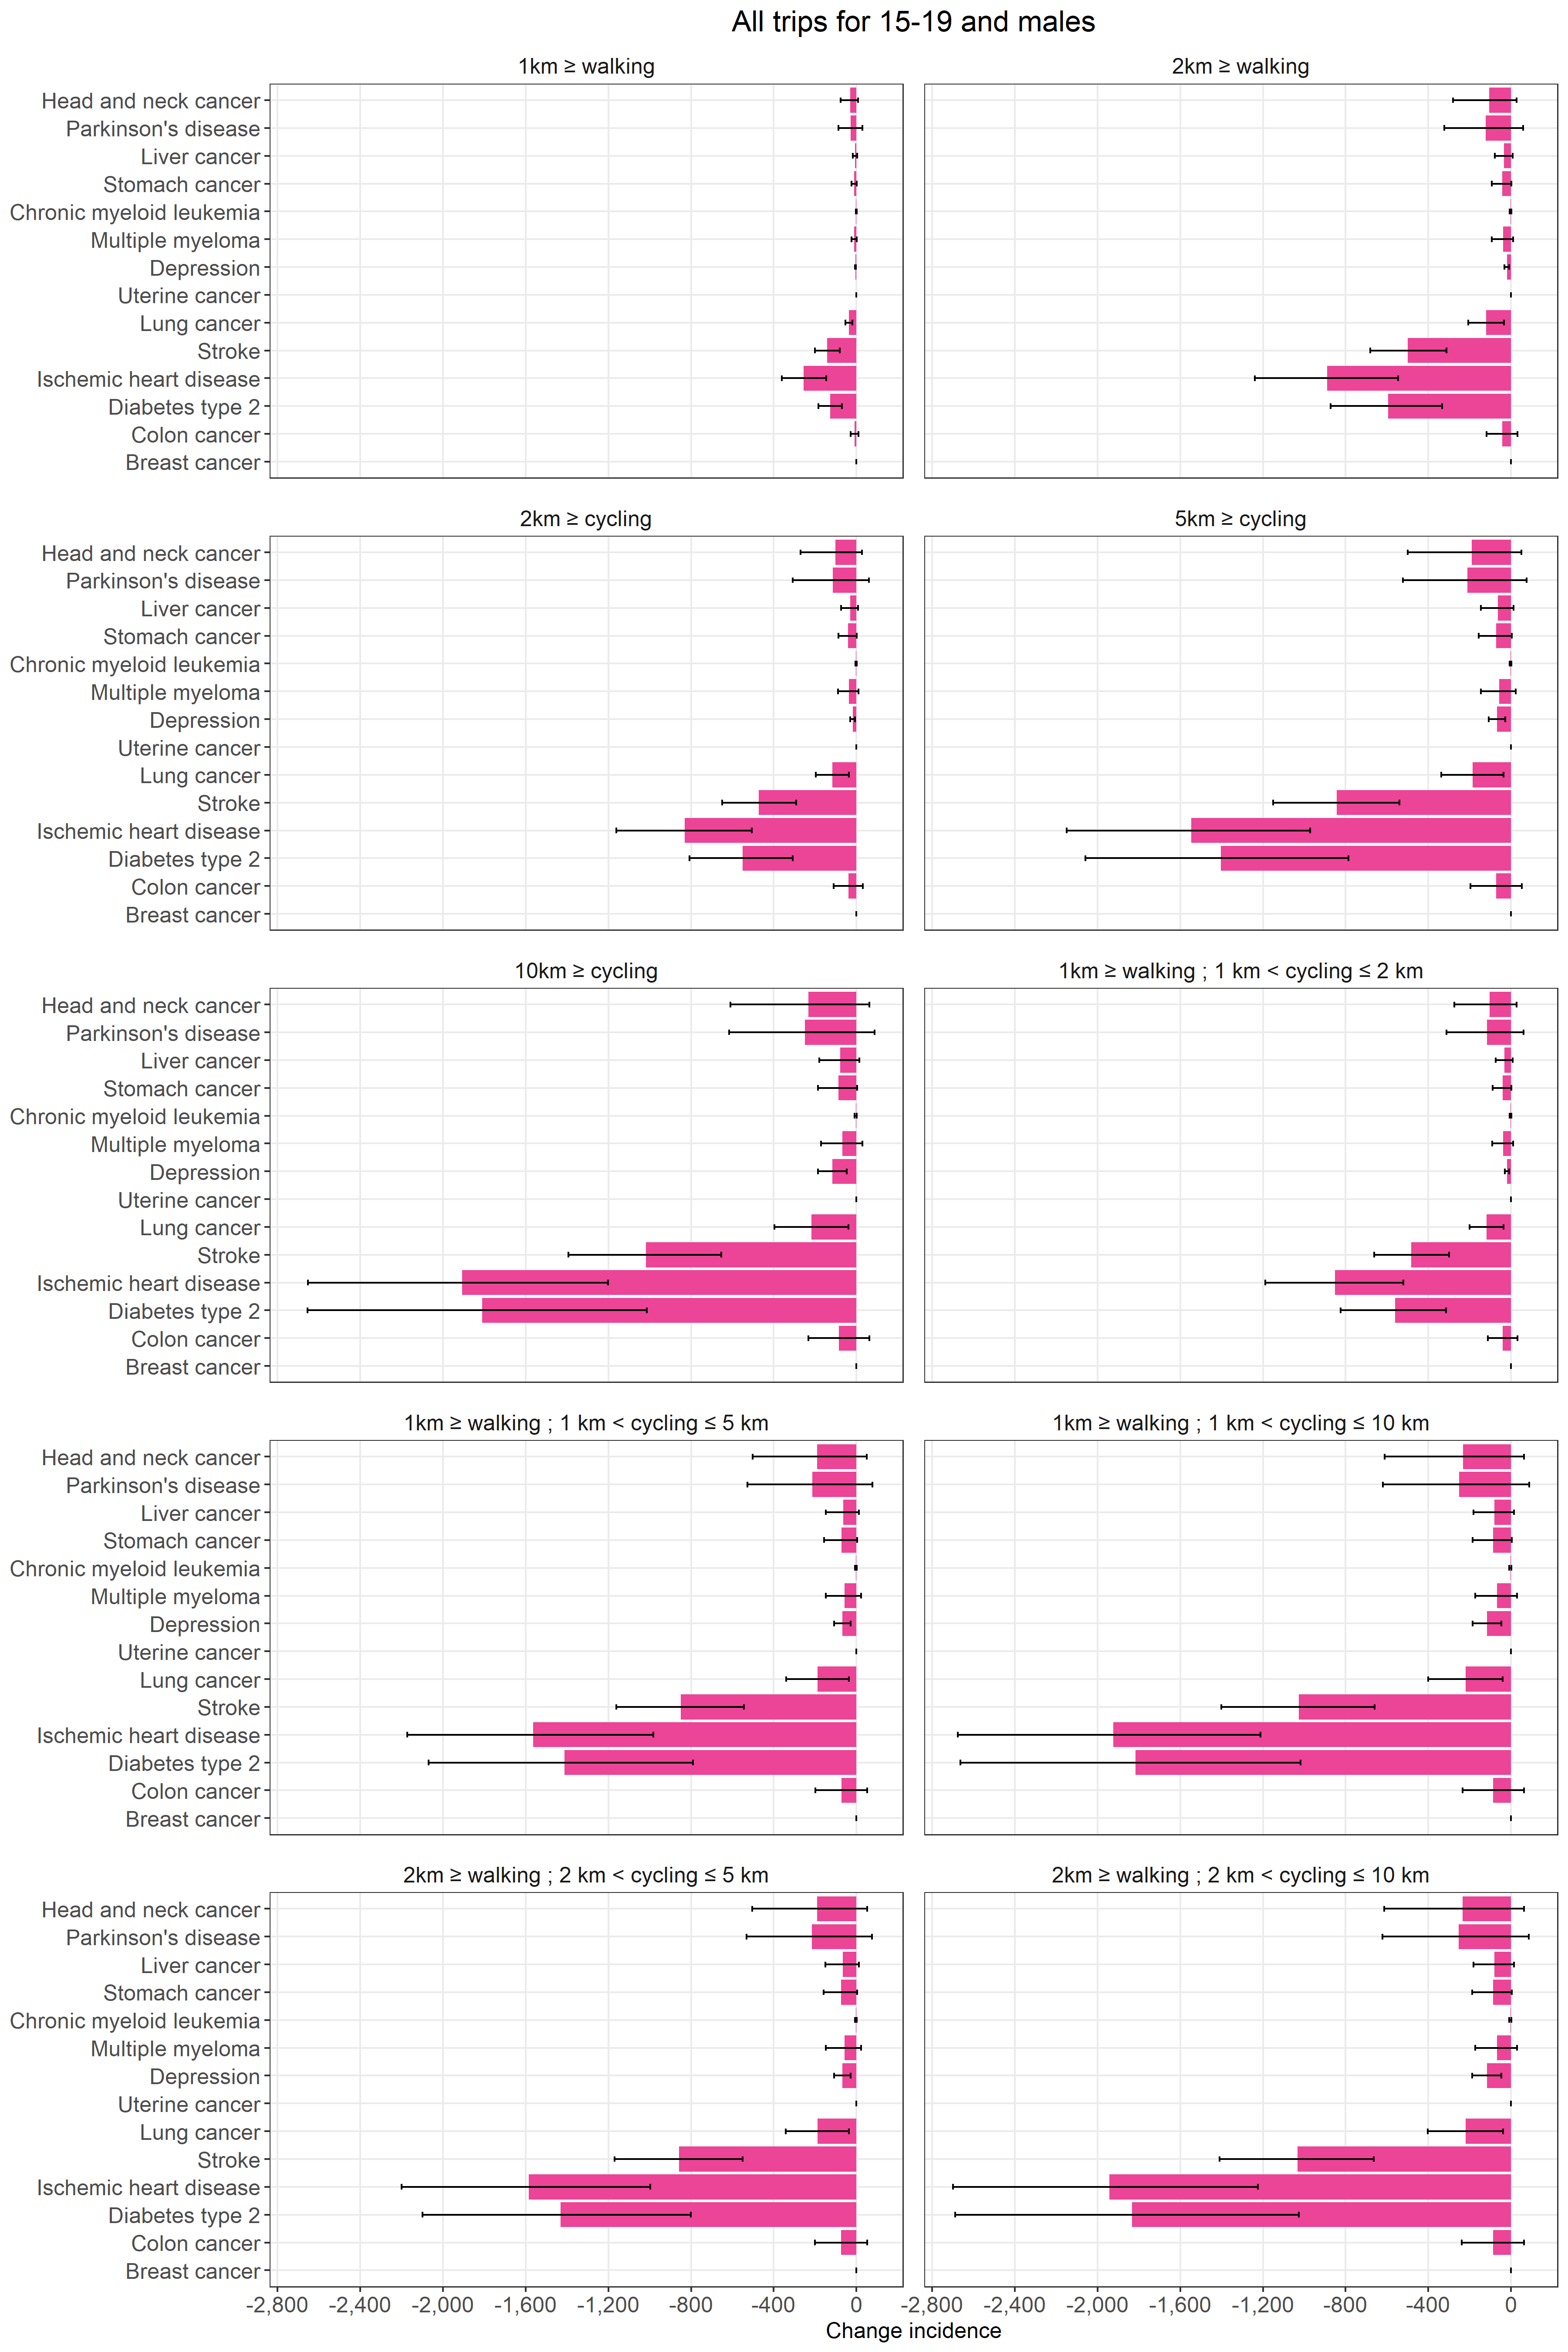 All trips for 15-19 and males
1km ≥ walking
2km ≥ walking
Head and neck cancer
Parkinson's disease
Liver cancer
Stomach cancer
Chronic myeloid leukemia
Multiple myeloma
Depression
Uterine cancer
Lung cancer
Stroke
Ischemic heart disease
Diabetes type 2
Colon cancer
Breast cancer
2km ≥ cycling
5km ≥ cycling
Head and neck cancer
Parkinson's disease
Liver cancer
Stomach cancer
Chronic myeloid leukemia
Multiple myeloma
Depression
Uterine cancer
Lung cancer
Stroke
Ischemic heart disease
Diabetes type 2
Colon cancer
Breast cancer
10km ≥ cycling
1km ≥ walking ; 1 km < cycling ≤ 2 km
Head and neck cancer
Parkinson's disease
Liver cancer
Stomach cancer
Chronic myeloid leukemia
Multiple myeloma
Depression
Uterine cancer
Lung cancer
Stroke
Ischemic heart disease
Diabetes type 2
Colon cancer
Breast cancer
1km ≥ walking ; 1 km < cycling ≤ 5 km
1km ≥ walking ; 1 km < cycling ≤ 10 km
Head and neck cancer
Parkinson's disease
Liver cancer
Stomach cancer
Chronic myeloid leukemia
Multiple myeloma
Depression
Uterine cancer
Lung cancer
Stroke
Ischemic heart disease
Diabetes type 2
Colon cancer
Breast cancer
2km ≥ walking ; 2 km < cycling ≤ 5 km
2km ≥ walking ; 2 km < cycling ≤ 10 km
Head and neck cancer
Parkinson's disease
Liver cancer
Stomach cancer
Chronic myeloid leukemia
Multiple myeloma
Depression
Uterine cancer
Lung cancer
Stroke
Ischemic heart disease
Diabetes type 2
Colon cancer
Breast cancer
-2,800 -2,400 -2,000 -1,600 -1,200 -800 -400 0
-2,800 -2,400 -2,000 -1,600 -1,200 -800 -400 0
Change incidence